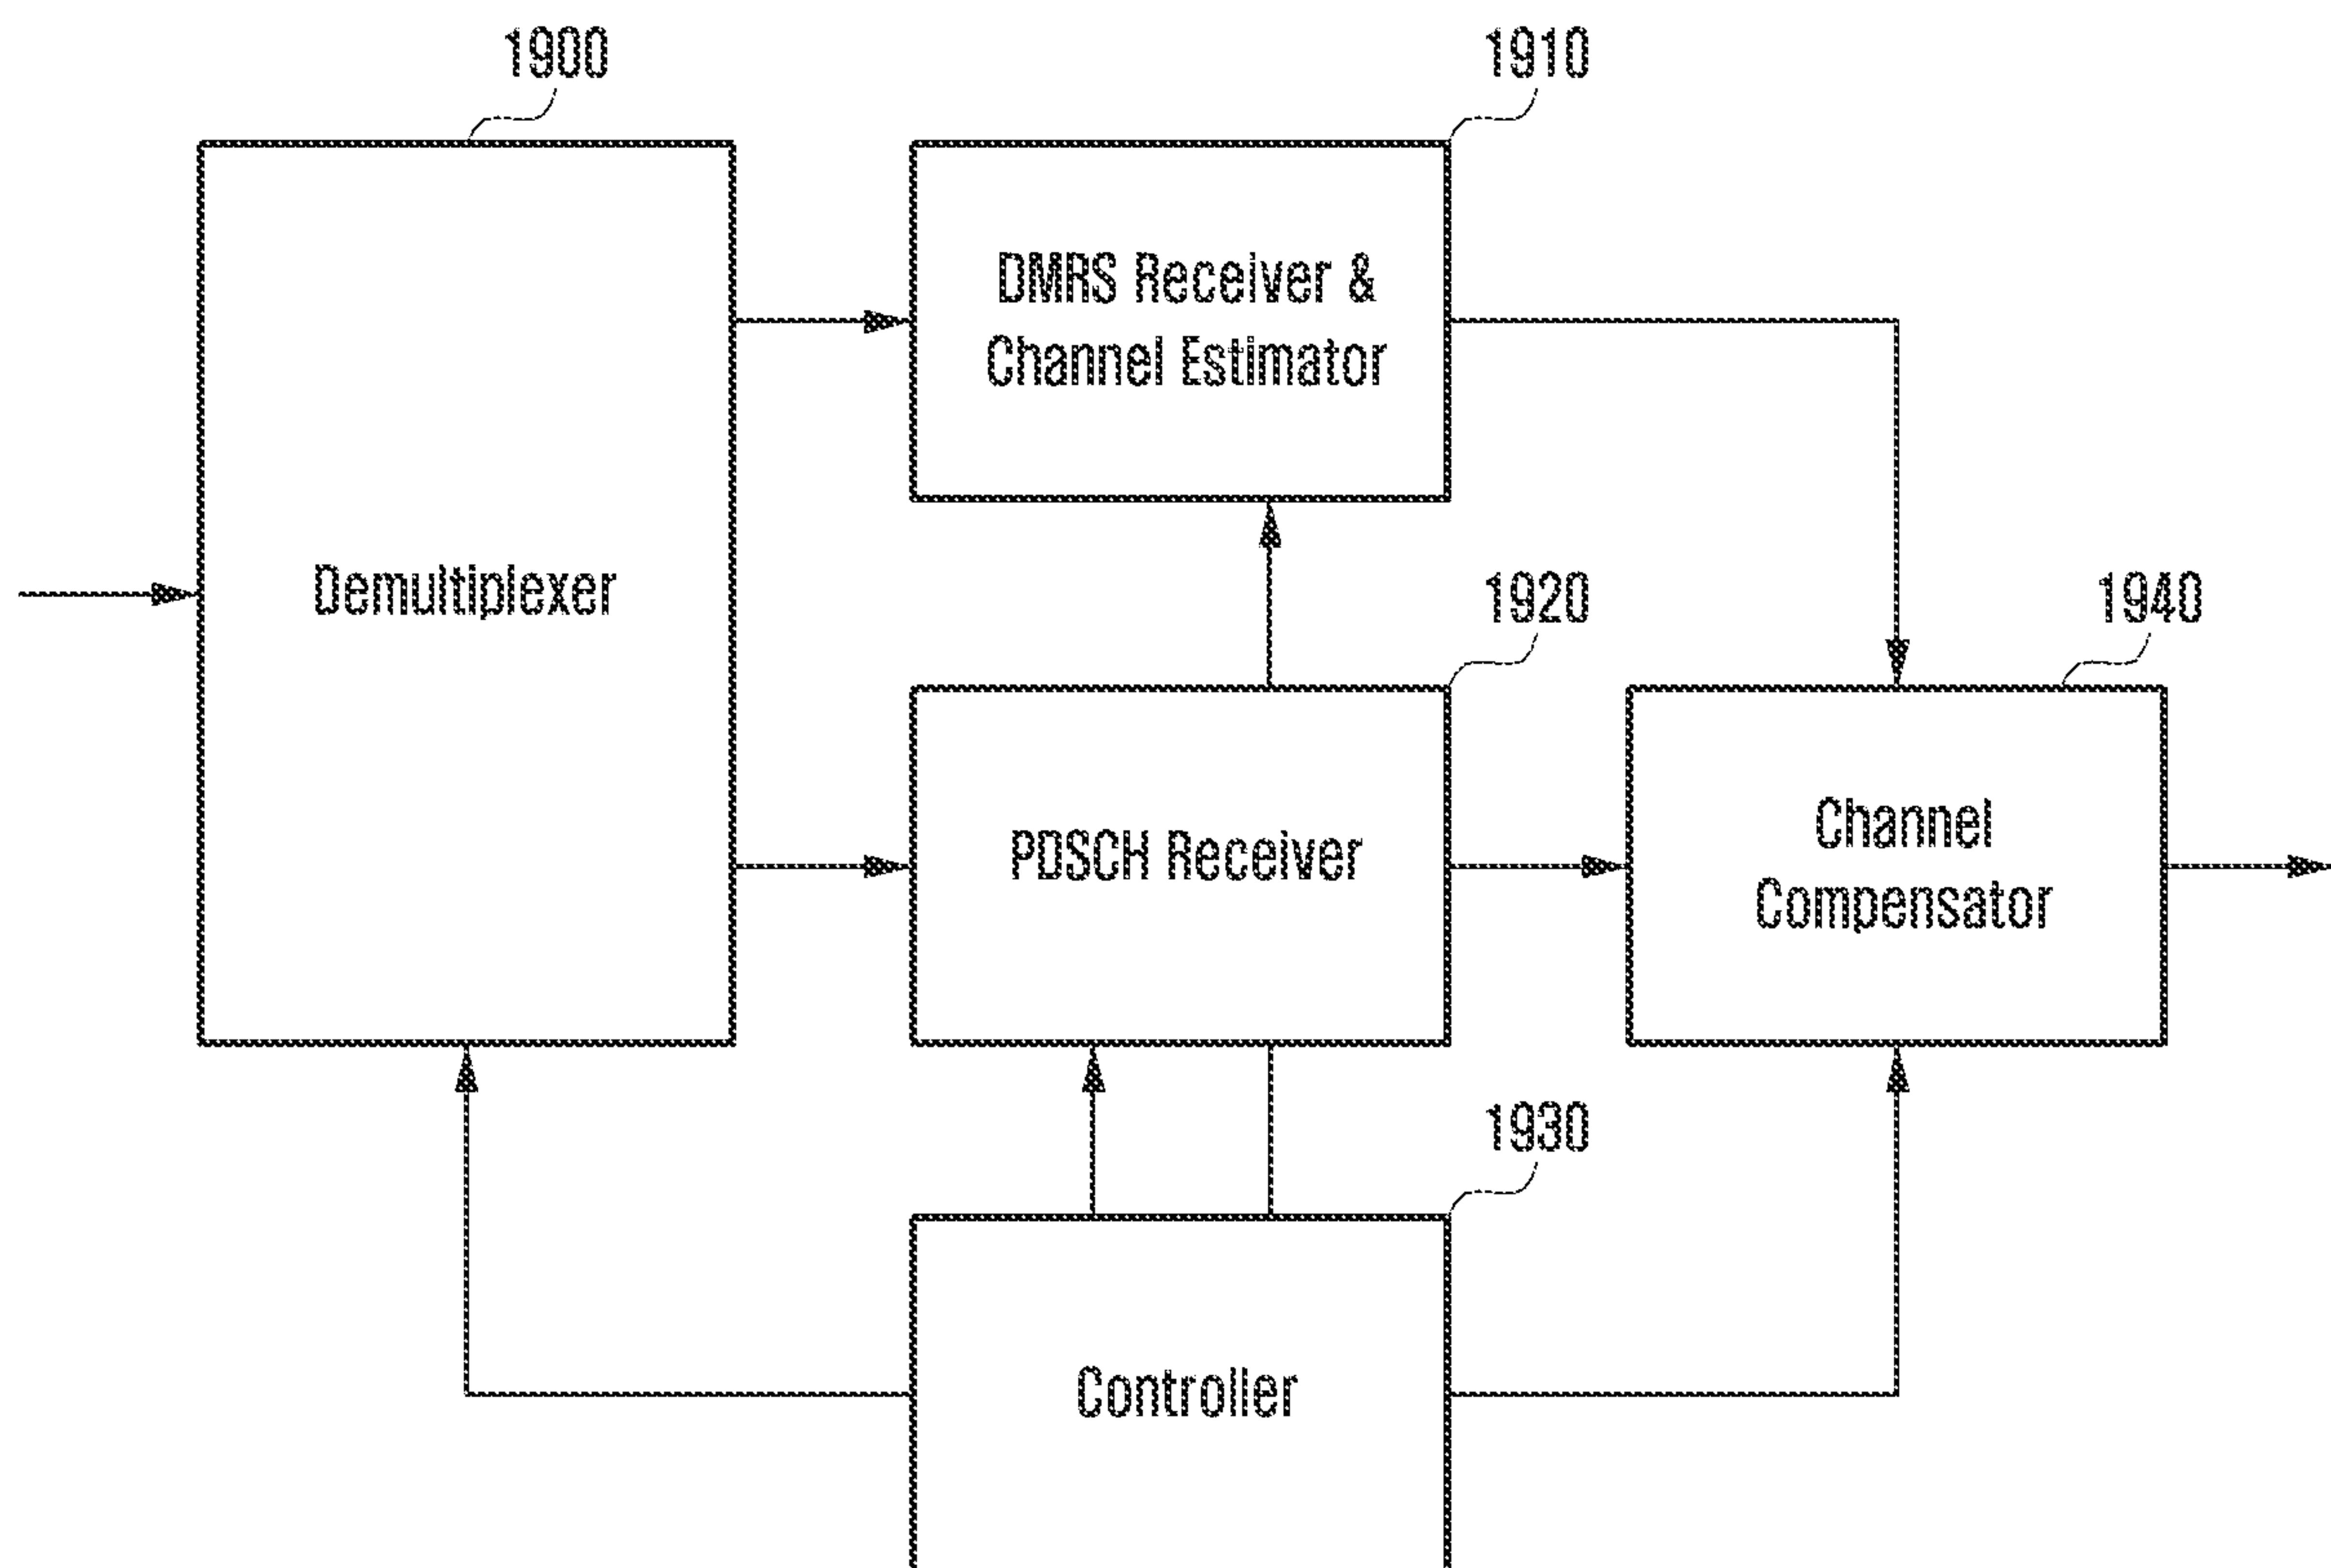 1900
1910
DMRS Receiver &
Channel Estimator
Demultiplexer
1920
1940
PDSCH Receiver
Channel
Compensator
1930
Controller